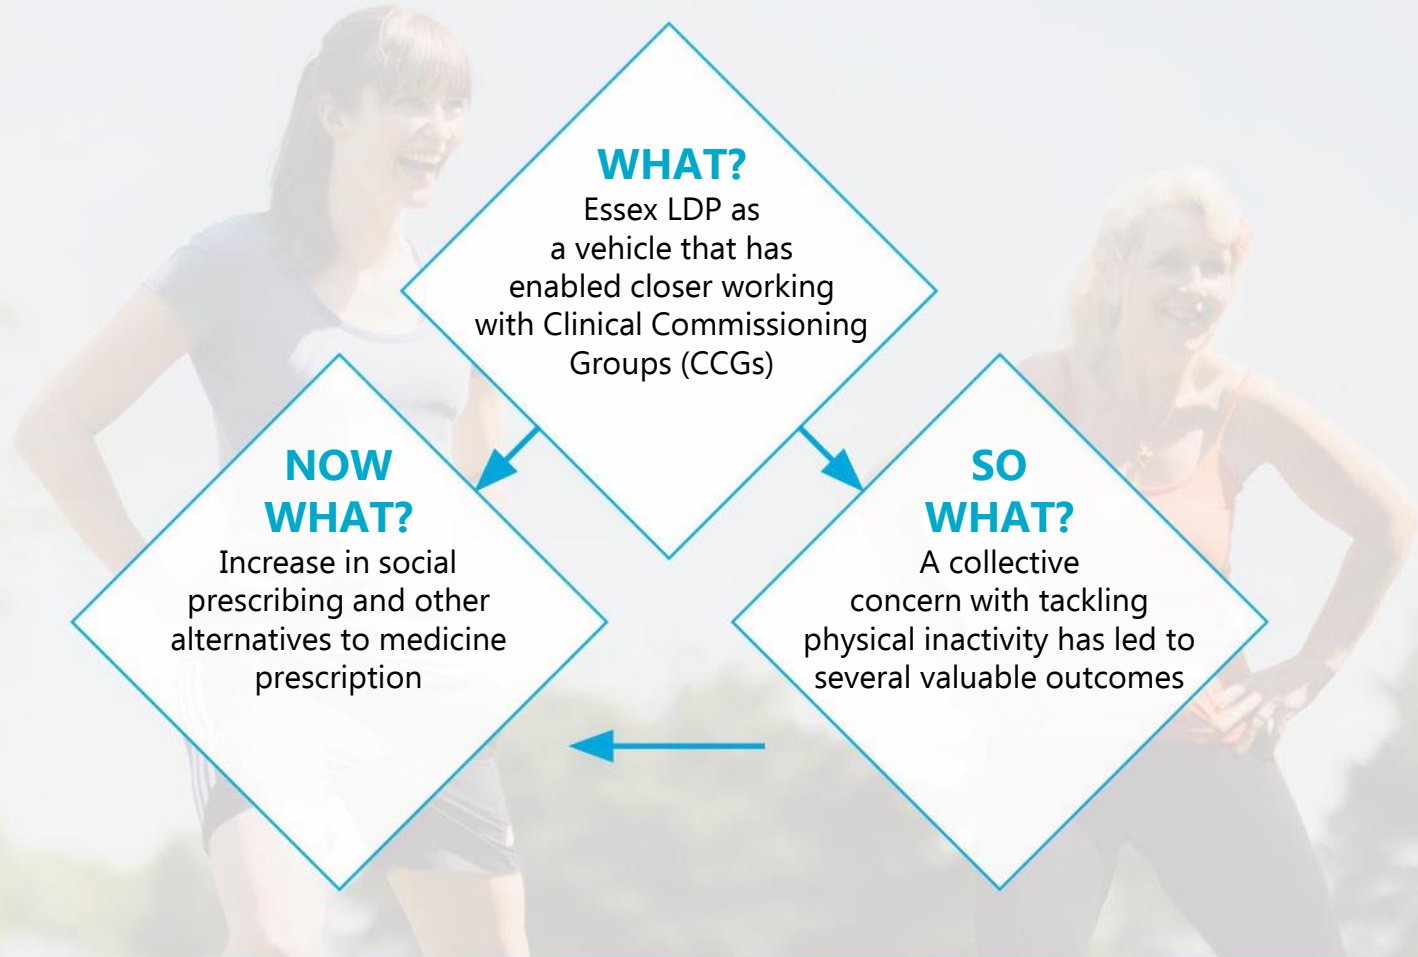 WHAT?
Essex LDP as
a vehicle that has
enabled closer working
with Clinical Commissioning
Groups (CCGs)
NOW
WHAT?
Increase in social
prescribing and other
alternatives to medicine
prescription
SO
WHAT?
A collective
concern with tackling
physical inactivity has led to
several valuable outcomes